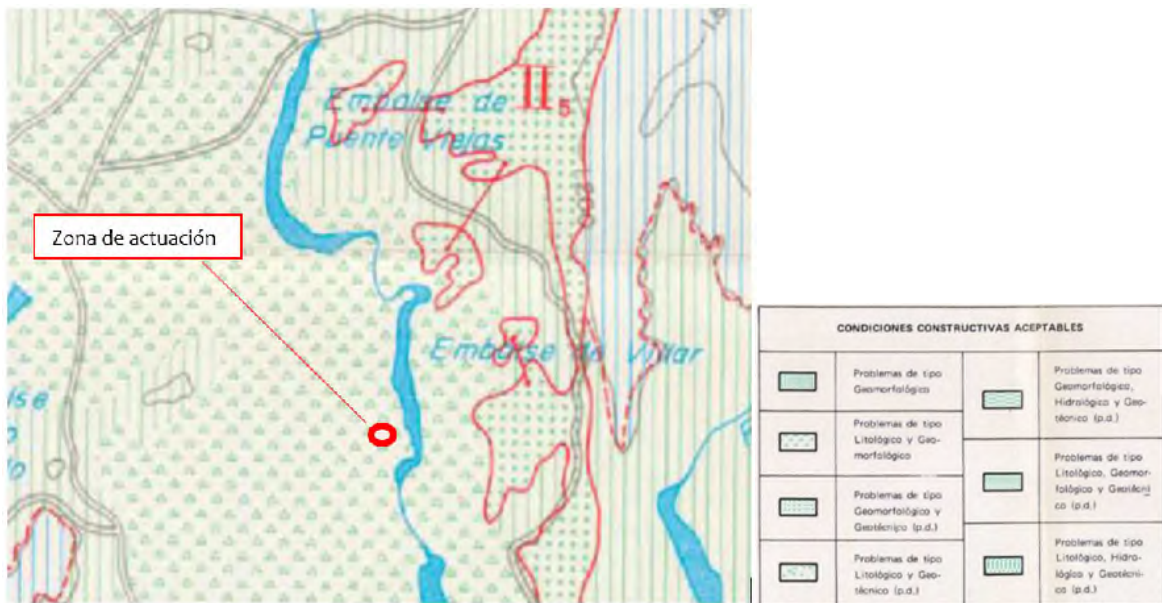 Embalse de
Puente Viejas
II5
Zona de actuación
Embalse de Villar
CONDICIONES CONSTRUCTIVAS ACEPTABLES
Problemas de tipo
Geomorfológico
Problemas de tipo
Litológico y Geo-
morfológico
Problemas de tipo
Geomorfológico y
Geotécnico (p.d.)
Problemas de tipo
Litológico y Geo-
técnico (p.d.)
Problemas de tipo
Geomorfológico,
Hidrológico y Geo-
técnico (p.d.)
Problemas de tipo
Litológico, Geomor-
fológico y Geotécni
co (p.d.)
Problemas de tipo
Litológico, Hidro-
lógico y Geotécni-
co (p.d.)